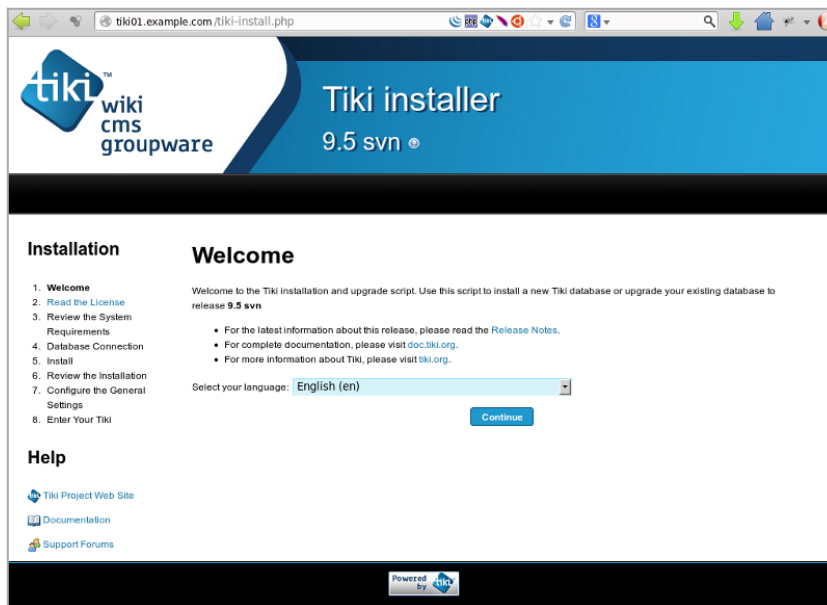 tiki01.example.com/tiki-install.php
tiki™ wiki
cms
groupware
Tiki installer
9.5 svn
Installation
1. Welcome
2. Read the License
3. Review the System
Requirements
4. Database Connection
5. Install
6. Review the Installation
7. Configure the General
Settings
8. Enter Your Tiki
Help
Tiki Project Web Site
Documentation
Support Forums
Welcome
Welcome to the Tiki installation and upgrade script. Use this script to install a new Tiki database or upgrade your existing database to
release 9.5 svn
• For the latest information about this release, please read the Release Notes.
• For complete documentation, please visit doc.tiki.org.
• For more information about Tiki, please visit tiki.org.
Select your language: English (en)
Continue
Powered
by tiki